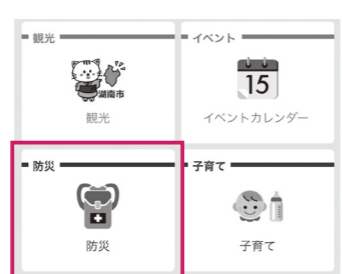 観光
イベント
湖南市
15
観光
イベントカレンダー
防災
子育て
防災
子育て